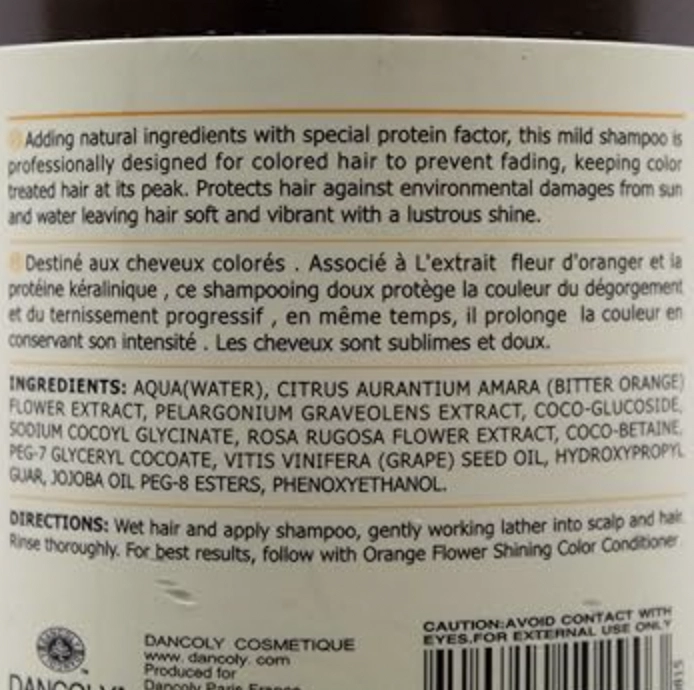 Adding natural ingredients with special protein factor, this mild shampoo is
professionally designed for colored hair to prevent fading, keeping color
treated hair at its peak. Protects hair against environmental damages from sun
and water leaving hair soft and vibrant with a lustrous shine.
Destiné aux cheveux colorés . Associé à L'extrait fleur d'oranger et la
protéine kéralinique , ce shampooing doux protège la couleur du dégorgement
et du ternissement progressif , en même temps, il prolonge la couleur en
conservant son intensité . Les cheveux sont sublimes et doux.
INGREDIENTS: AQUA(WATER), CITRUS AURANTIUM AMARA (BITTER ORANGE)
FLOWER EXTRACT, PELARGONIUM GRAVEOLENS EXTRACT, COCO-GLUCOSIDE,
SODIUM COCOYL GLYCINATE, ROSA RUGOSA FLOWER EXTRACT, COCO-BETAINE,
PEG-7 GLYCERYL COCOATE, VITIS VINIFERA (GRAPE) SEED OIL, HYDROXYPROPYL
GUAR, JOJOBA OIL PEG-8 ESTERS, PHENOXYETHANOL.
DIRECTIONS: Wet hair and apply shampoo, gently working lather into scalp and hair.
Rinse thoroughly. For best results, follow with Orange Flower Shining Color Conditioner
CAUTION:AVOID CONTACT WITH
EYES.FOR EXTERNAL USE ONLY
DANCOLY COSMETIQUE
www. dancoly. com
Produced for
Dancoly Paris France
DANCOLY